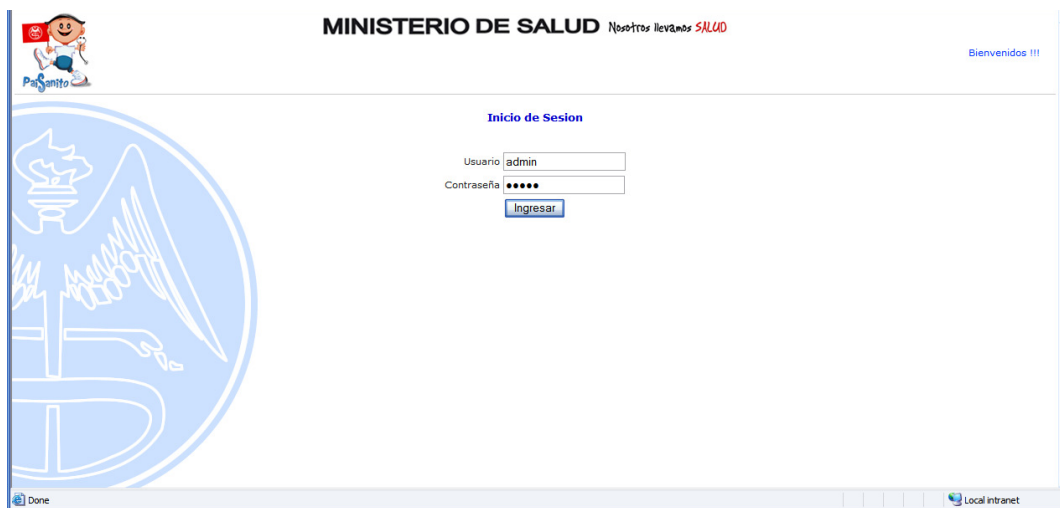 MINISTERIO DE SALUD Nosotros llevamos SALUD
Bienvenidos !!!
PaiSanito
Inicio de Sesion
Usuario admin
Contraseña •••••
Ingresar
Done
Local intranet